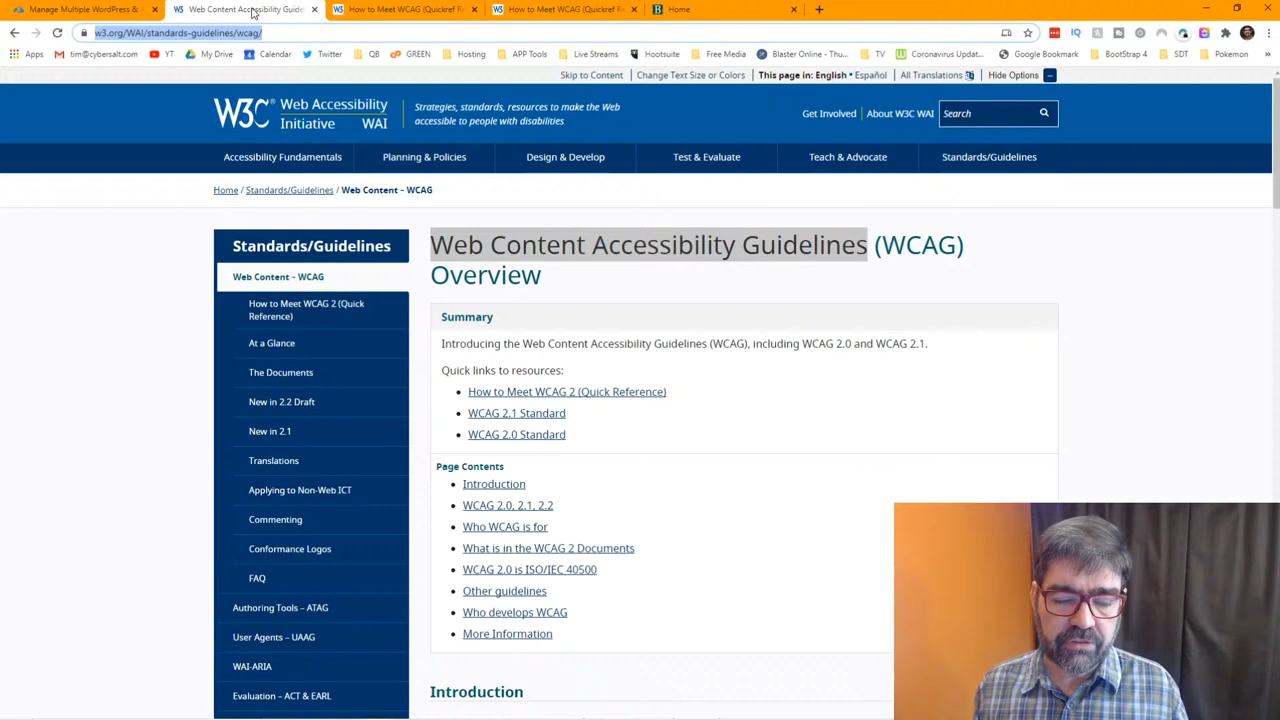 Manage Multiple WordPress &
Web Content Accessibility Guide
How to Meet WCAG (Quickref Re
How to Meet WCAG (Quickref Re
Home
w3.org/WAI/standards-guidelines/wcag/
Apps
tim@cybersalt.com
YT
My Drive
Calendar
Twitter
QB
GREEN
Hosting
APP Tools
Live Streams
Hootsuite
Free Media
Blaster Online - Thu...
TV
Coronavirus Updat...
Google Bookmark
BootStrap 4
SDT
Pokemon
Skip to Content
Change Text Size or Colors
This page in: English • Español
All Translations
Hide Options
W3C® Web Accessibility Initiative WAI
Strategies, standards, resources to make the Web
accessible to people with disabilities
Get Involved
About W3C WAI
Search
Accessibility Fundamentals
Planning & Policies
Design & Develop
Test & Evaluate
Teach & Advocate
Standards/Guidelines
Home / Standards/Guidelines / Web Content – WCAG
Standards/Guidelines
Web Content – WCAG
How to Meet WCAG 2 (Quick
Reference)
At a Glance
The Documents
New in 2.2 Draft
New in 2.1
Translations
Applying to Non-Web ICT
Commenting
Conformance Logos
FAQ
Authoring Tools – ATAG
User Agents – UAAG
WAI-ARIA
Evaluation – ACT & EARL
Web Content Accessibility Guidelines (WCAG)
Overview
Summary
Introducing the Web Content Accessibility Guidelines (WCAG), including WCAG 2.0 and WCAG 2.1.
Quick links to resources:
• How to Meet WCAG 2 (Quick Reference)
• WCAG 2.1 Standard
• WCAG 2.0 Standard
Page Contents
• Introduction
• WCAG 2.0, 2.1, 2.2
• Who WCAG is for
• What is in the WCAG 2 Documents
• WCAG 2.0 is ISO/IEC 40500
• Other guidelines
• Who develops WCAG
• More Information
Introduction